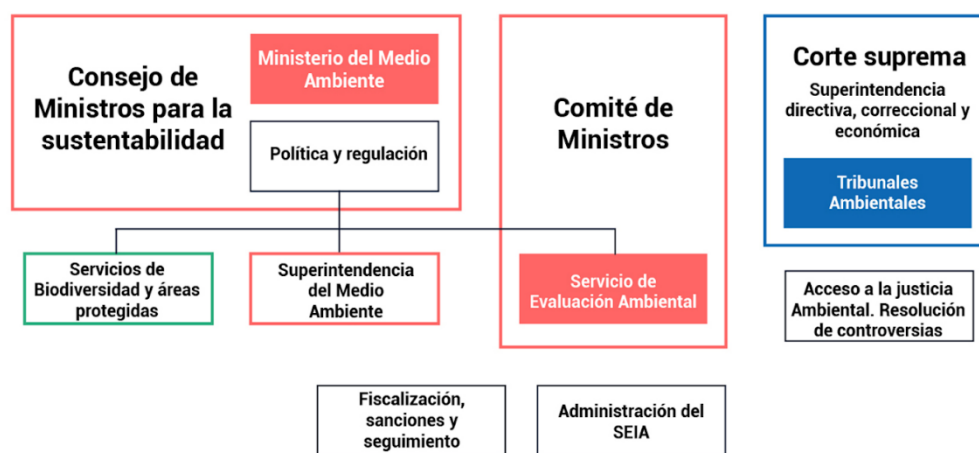 Consejo de
Ministros para la
sustentabilidad
Ministerio del Medio
Ambiente
Política y regulación
Comité de
Ministros
Corte suprema
Superintendencia
directiva, correccional y
económica
Tribunales
Ambientales
Servicios de
Biodiversidad y áreas
protegidas
Superintendencia
del Medio
Ambiente
Servicio de
Evaluación Ambiental
Acceso a la justicia
Ambiental. Resolución
de controversias
Fiscalización,
sanciones y
seguimiento
Administración del
SEIA